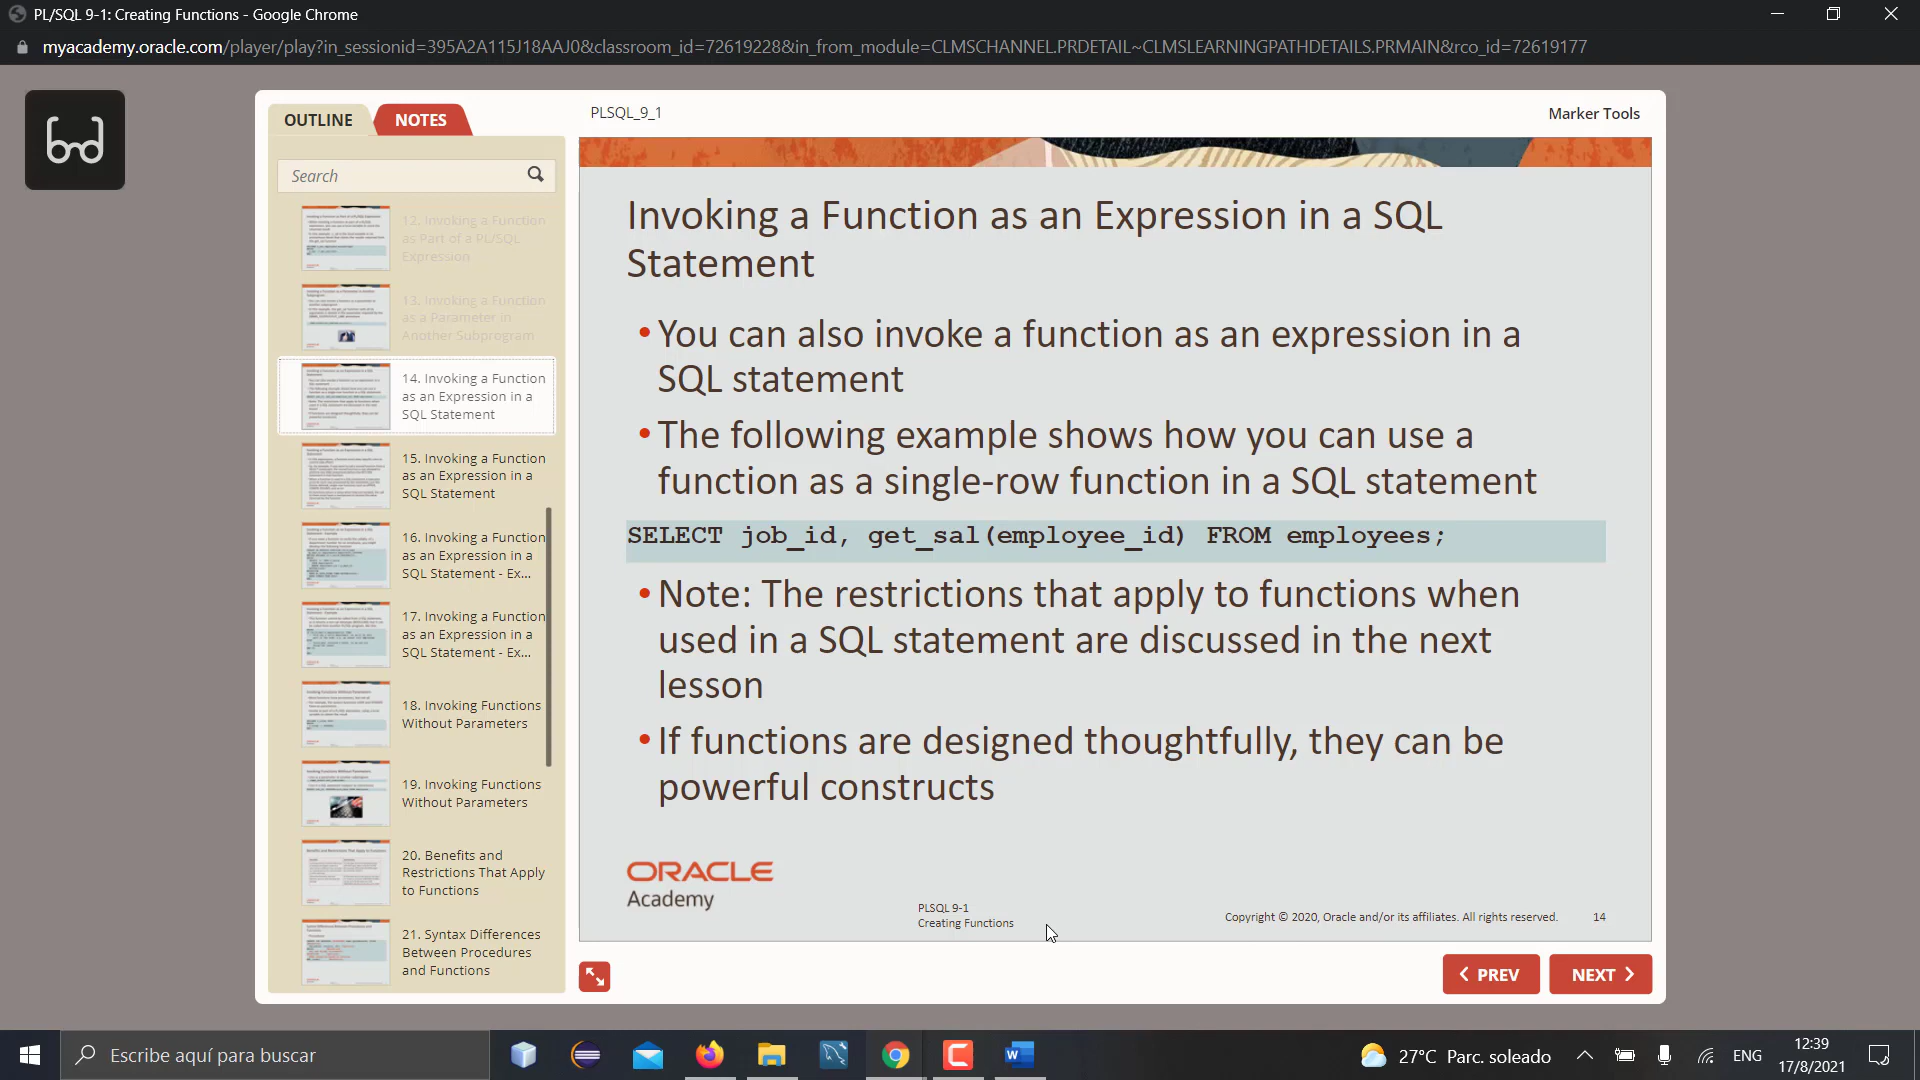 PL/SQL 9-1: Creating Functions - Google Chrome
myacademy.oracle.com/player/play?in_sessionid=395A2A115J18AAJ0&classroom_id=72619228&in_from_module=CLMSCHANNEL.PRDETAIL~CLMSLEARNINGPATHDETAILS.PRMAIN&rco_id=72619177
OUTLINE
NOTES
PLSQL_9_1
Marker Tools
Search
12. Invoking a Function
as Part of a PL/SQL
Expression
13. Invoking a Function
as a Parameter in
Another Subprogram
14. Invoking a Function
as an Expression in a
SQL Statement
15. Invoking a Function
as an Expression in a
SQL Statement
16. Invoking a Function
as an Expression in a
SQL Statement - Ex...
17. Invoking a Function
as an Expression in a
SQL Statement - Ex...
18. Invoking Functions
Without Parameters
19. Invoking Functions
Without Parameters
20. Benefits and
Restrictions That Apply
to Functions
21. Syntax Differences
Between Procedures
and Functions
Invoking a Function as an Expression in a SQL
Statement
•You can also invoke a function as an expression in a
SQL statement
•The following example shows how you can use a
function as a single-row function in a SQL statement
SELECT job_id, get_sal(employee_id) FROM employees;
•Note: The restrictions that apply to functions when
used in a SQL statement are discussed in the next
lesson
•If functions are designed thoughtfully, they can be
powerful constructs
ORACLE
Academy
PLSQL 9-1
Creating Functions
Copyright © 2020, Oracle and/or its affiliates. All rights reserved.
14
PREV
NEXT
Escribe aquí para buscar
27°C Parc. soleado
ENG
12:39
17/8/2021